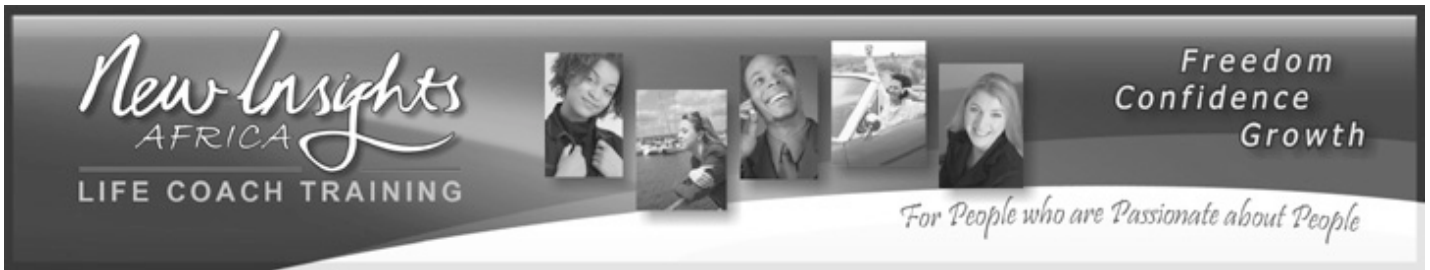 New Insights
AFRICA
LIFE COACH TRAINING
Freedom
Confidence
Growth
For People who are Passionate about People